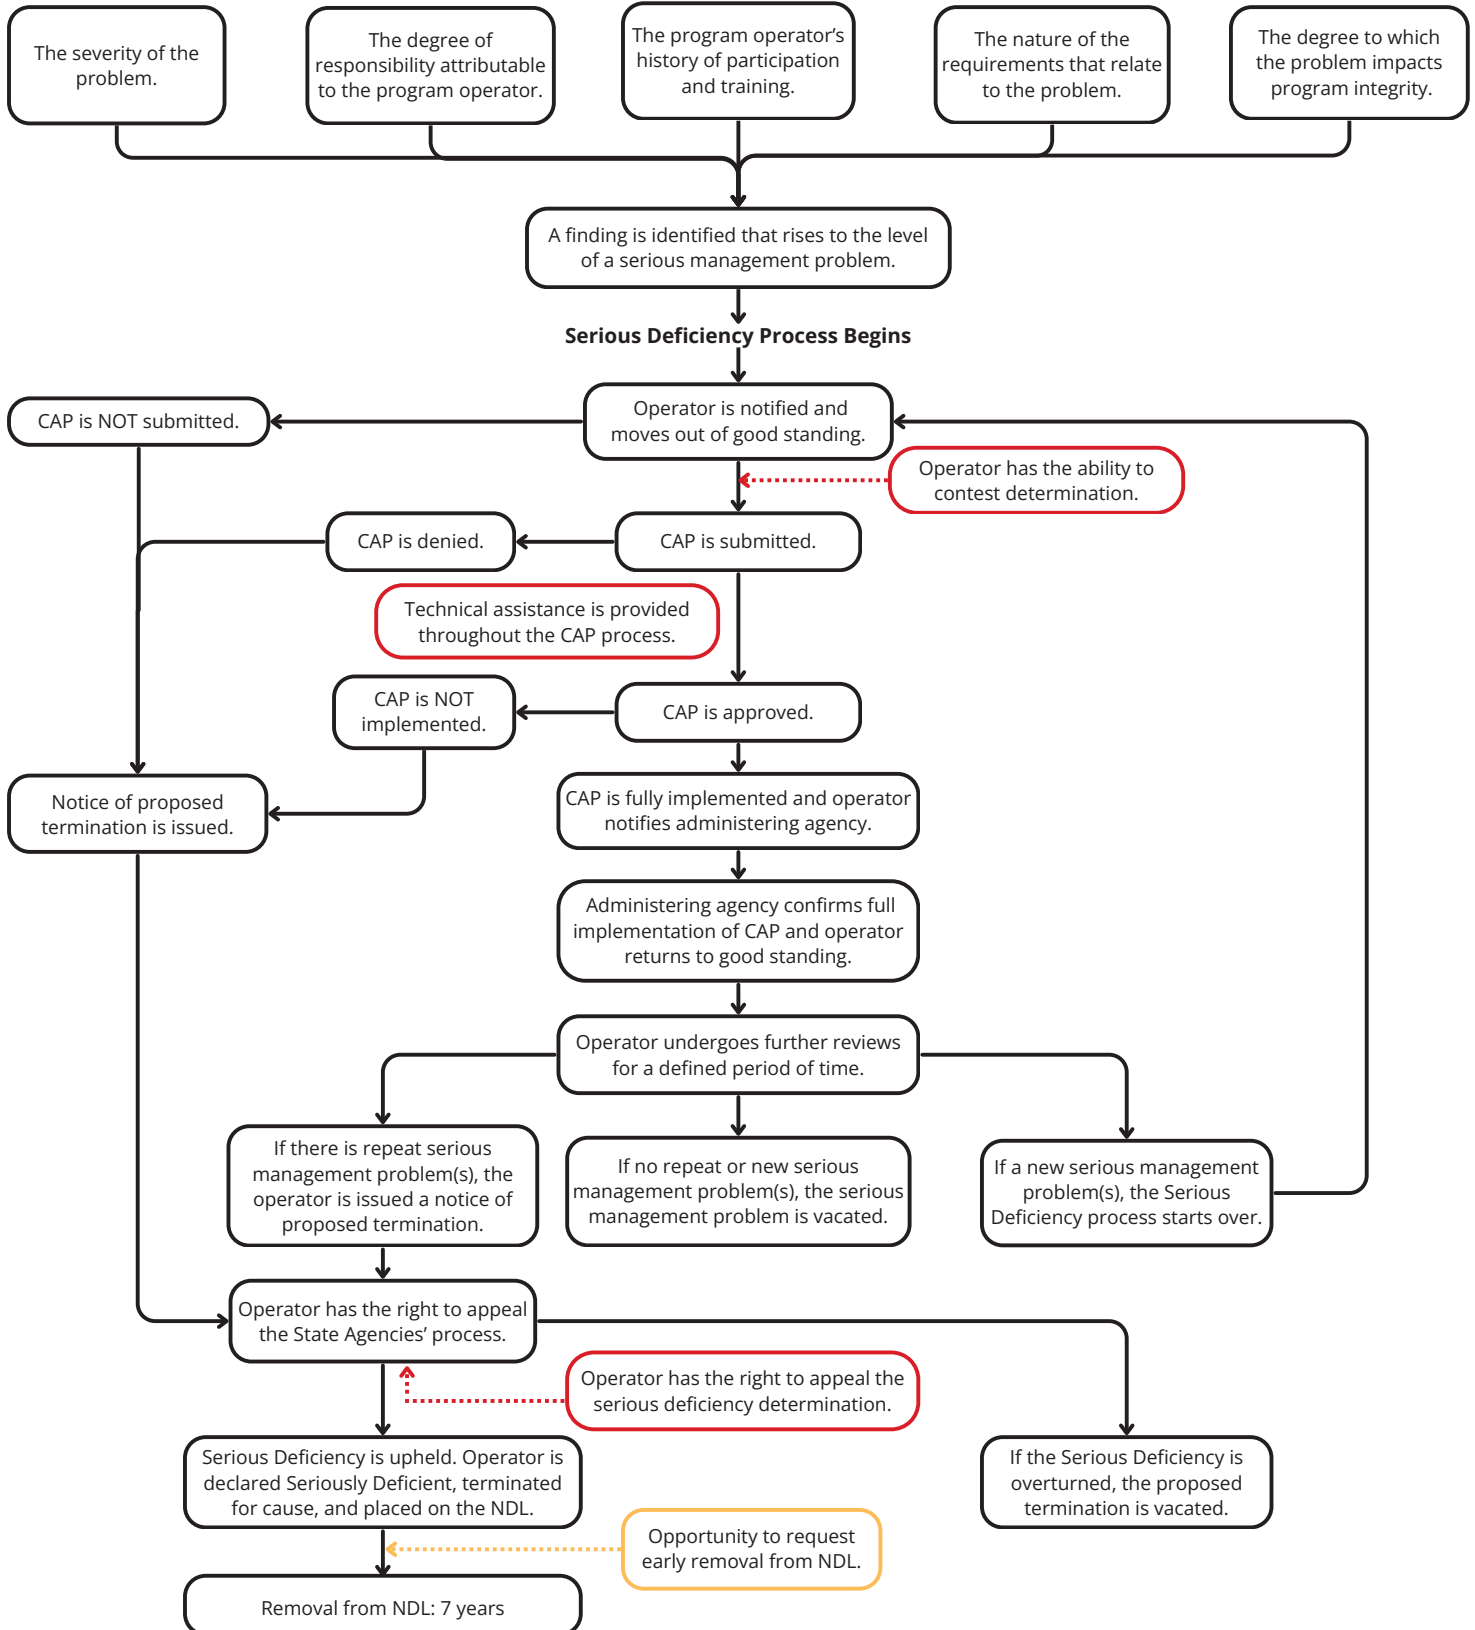 The severity of the
problem.
The degree of
responsibility attributable
to the program operator.
The program operator’s
history of participation
and training.
The nature of the
requirements that relate
to the problem.
The degree to which
the problem impacts
program integrity.
A finding is identified that rises to the level
of a serious management problem.
Serious Deficiency Process Begins
CAP is NOT submitted.
Operator is notified and
moves out of good standing.
Operator has the ability to
contest determination.
CAP is denied.
CAP is submitted.
Technical assistance is provided
throughout the CAP process.
CAP is NOT
implemented.
CAP is approved.
Notice of proposed
termination is issued.
CAP is fully implemented and operator
notifies administering agency.
Administering agency confirms full
implementation of CAP and operator
returns to good standing.
Operator undergoes further reviews
for a defined period of time.
If there is repeat serious
management problem(s), the
operator is issued a notice of
proposed termination.
If no repeat or new serious
management problem(s), the serious
management problem is vacated.
If a new serious management
problem(s), the Serious
Deficiency process starts over.
Operator has the right to appeal
the State Agencies’ process.
Operator has the right to appeal the
serious deficiency determination.
Serious Deficiency is upheld. Operator is
declared Seriously Deficient, terminated
for cause, and placed on the NDL.
If the Serious Deficiency is
overturned, the proposed
termination is vacated.
Opportunity to request
early removal from NDL.
Removal from NDL: 7 years